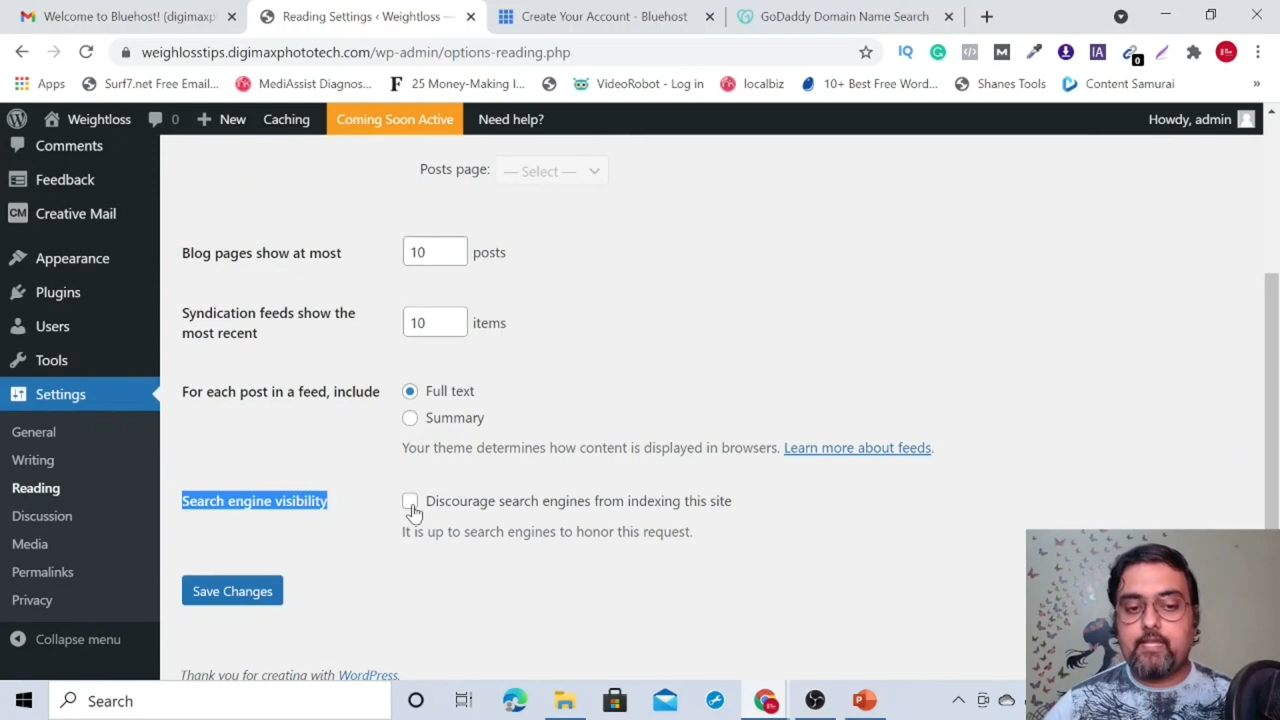 Welcome to Bluehost! (digimaxp
Reading Settings ‹ Weightloss —
Create Your Account - Bluehost
GoDaddy Domain Name Search
weighlosstips.digimaxphototech.com/wp-admin/options-reading.php
IQ
M
IA
0
Apps
Surf7.net Free Email...
MediAssist Diagnos...
F
25 Money-Making I...
VideoRobot - Log in
localbiz
10+ Best Free Word...
Shanes Tools
Content Samurai
»
Weightloss
0
New
Caching
Coming Soon Active
Need help?
Howdy, admin
Comments
Feedback
CM Creative Mail
Appearance
Plugins
Users
Tools
Settings
General
Writing
Reading
Discussion
Media
Permalinks
Privacy
Collapse menu
Posts page: — Select —
Blog pages show at most 10 posts
Syndication feeds show the most recent 10 items
For each post in a feed, include
Full text
Summary
Your theme determines how content is displayed in browsers. Learn more about feeds.
Search engine visibility
Discourage search engines from indexing this site
It is up to search engines to honor this request.
Save Changes
Thank you for creating with WordPress.
Search